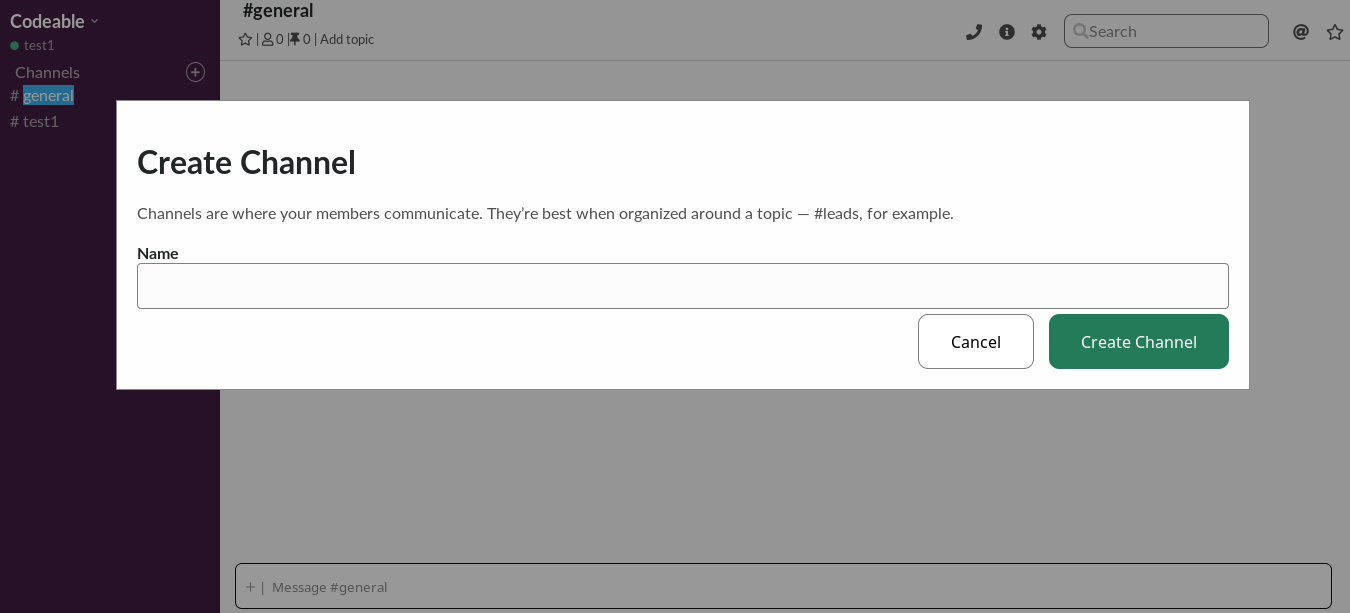 Codeable
test1
Channels
# general
# test1
#general
| 0 | 0 | Add topic
Search
Create Channel
Channels are where your members communicate. They’re best when organized around a topic — #leads, for example.
Name
Cancel
Create Channel
+ | Message #general